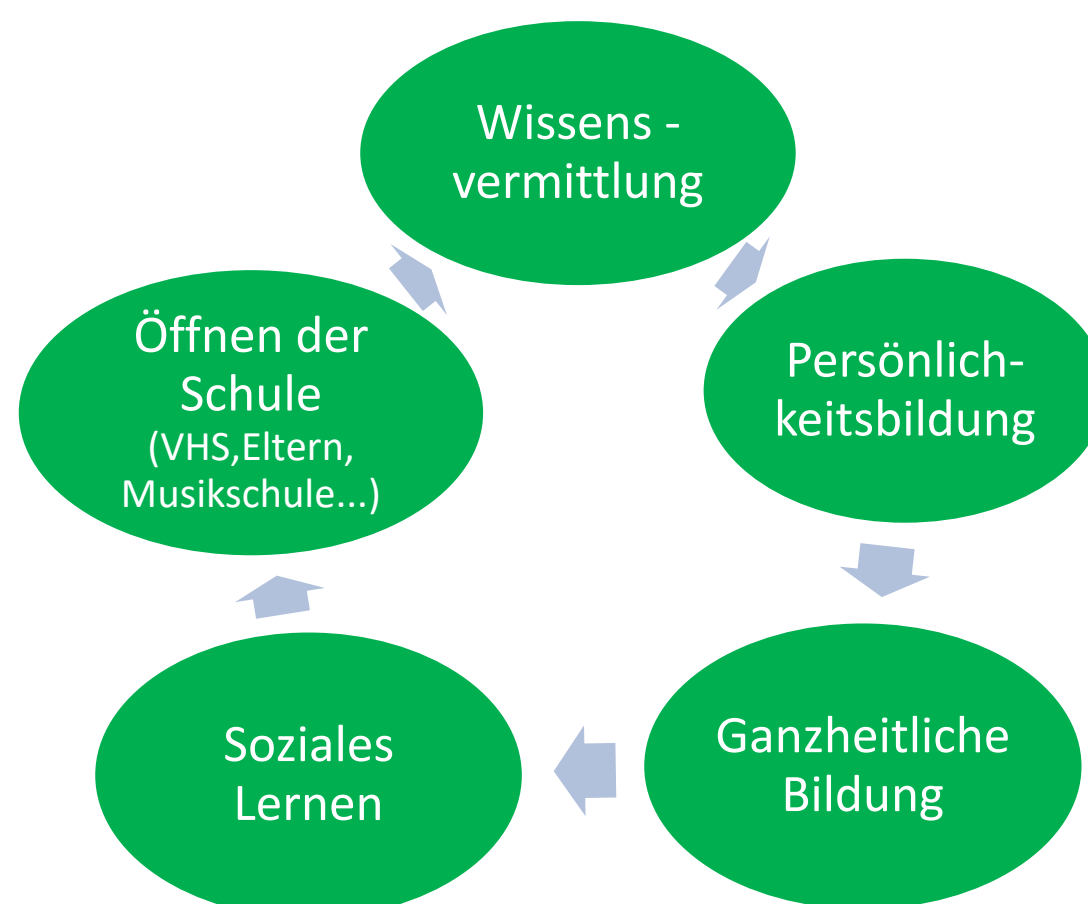 Wissens -
vermittlung
Persönlich-
keitsbildung
Ganzheitliche
Bildung
Soziales
Lernen
Öffnen der
Schule
(VHS,Eltern,
Musikschule...)